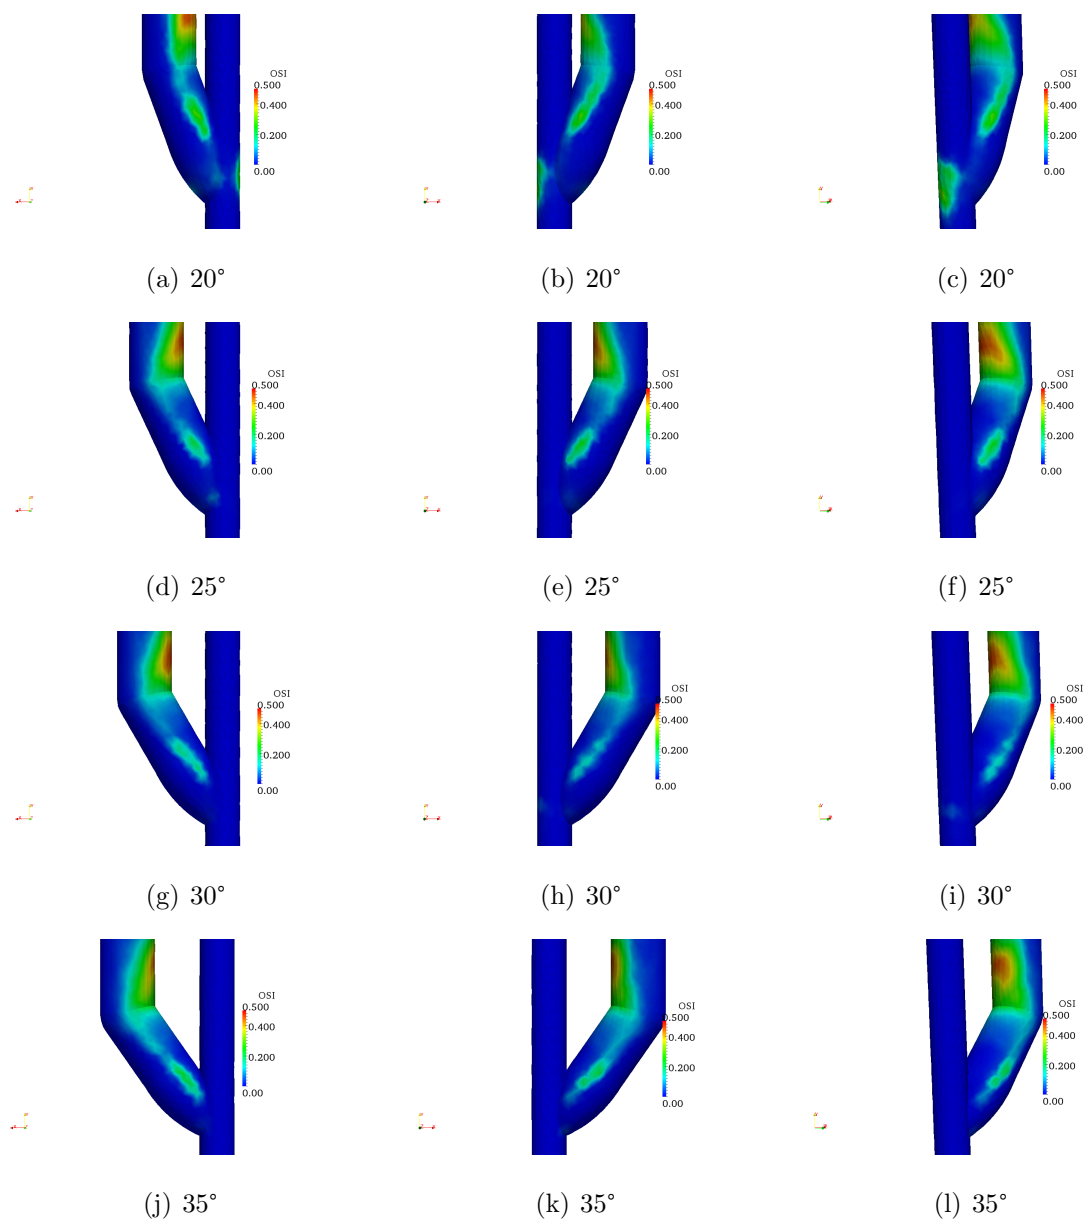 OSI
0.500
0.400
0.200
0.00
OSI
0.500
0.400
0.200
0.00
OSI
0.500
0.400
0.200
0.00
(a) 20°
(b) 20°
(c) 20°
OSI
0.500
0.400
0.200
0.00
OSI
0.500
0.400
0.200
0.00
OSI
0.500
0.400
0.200
0.00
(d) 25°
(e) 25°
(f) 25°
OSI
0.500
0.400
0.200
0.00
OSI
0.500
0.400
0.200
0.00
OSI
0.500
0.400
0.200
0.00
(g) 30°
(h) 30°
(i) 30°
OSI
0.500
0.400
0.200
0.00
OSI
0.500
0.400
0.200
0.00
OSI
0.500
0.400
0.200
0.00
(j) 35°
(k) 35°
(l) 35°